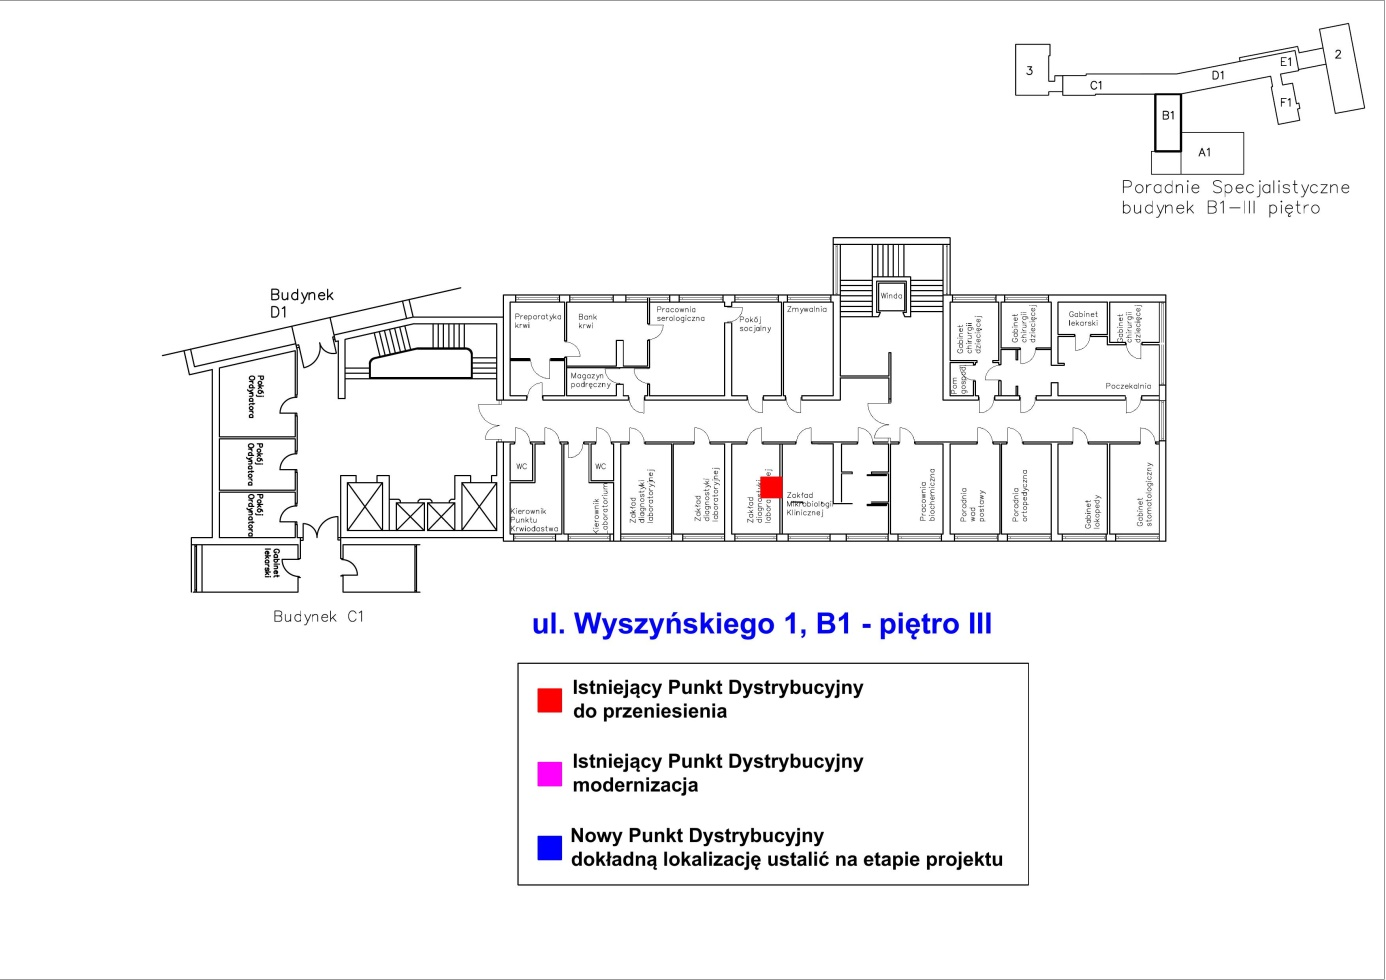 3
C1
D1
E1
2
F1
B1
A1
Poradnie Specjalistyczne
budynek B1-III piętro
Budynek
D1
Winda
Preparatyka
krwi
Bank
krwi
Pracownia
serologiczna
Pokój
socjalny
Zmywalnia
Gabinet
chirurgii
dziecięcej
Gabinet
chirurgii
dziecięcej
Gabinet
lekarski
Gabinet
chirurgii
dziecięcej
Magazyn
podręczny
Pom
gospod
Poczekalnia
Pokój
Ordynatora
Pokój
Ordynatora
Pokój
Ordynatora
Gabinet
lekarski
WC
WC
Kierownik
Punktu
Krwiodastwa
Kierownik
Laboratorium
Zakład
diagnostyki
laboratoryjnej
Zakład
diagnostyki
laboratoryjnej
Zakład
Zakład
Mikrobiologii
Klinicznej
Pracownia
biochemiczna
Poradnia
wad
postawy
Poradnia
ortopedyczna
Gabinet
lokopedy
Gabinet
stomatologiczny
Budynek C1
ul. Wyszyńskiego 1, B1 - piętro III
Istniejący Punkt Dystrybucyjny
do przeniesienia
Istniejący Punkt Dystrybucyjny
modernizacja
Nowy Punkt Dystrybucyjny
dokładną lokalizację ustalić na etapie projektu